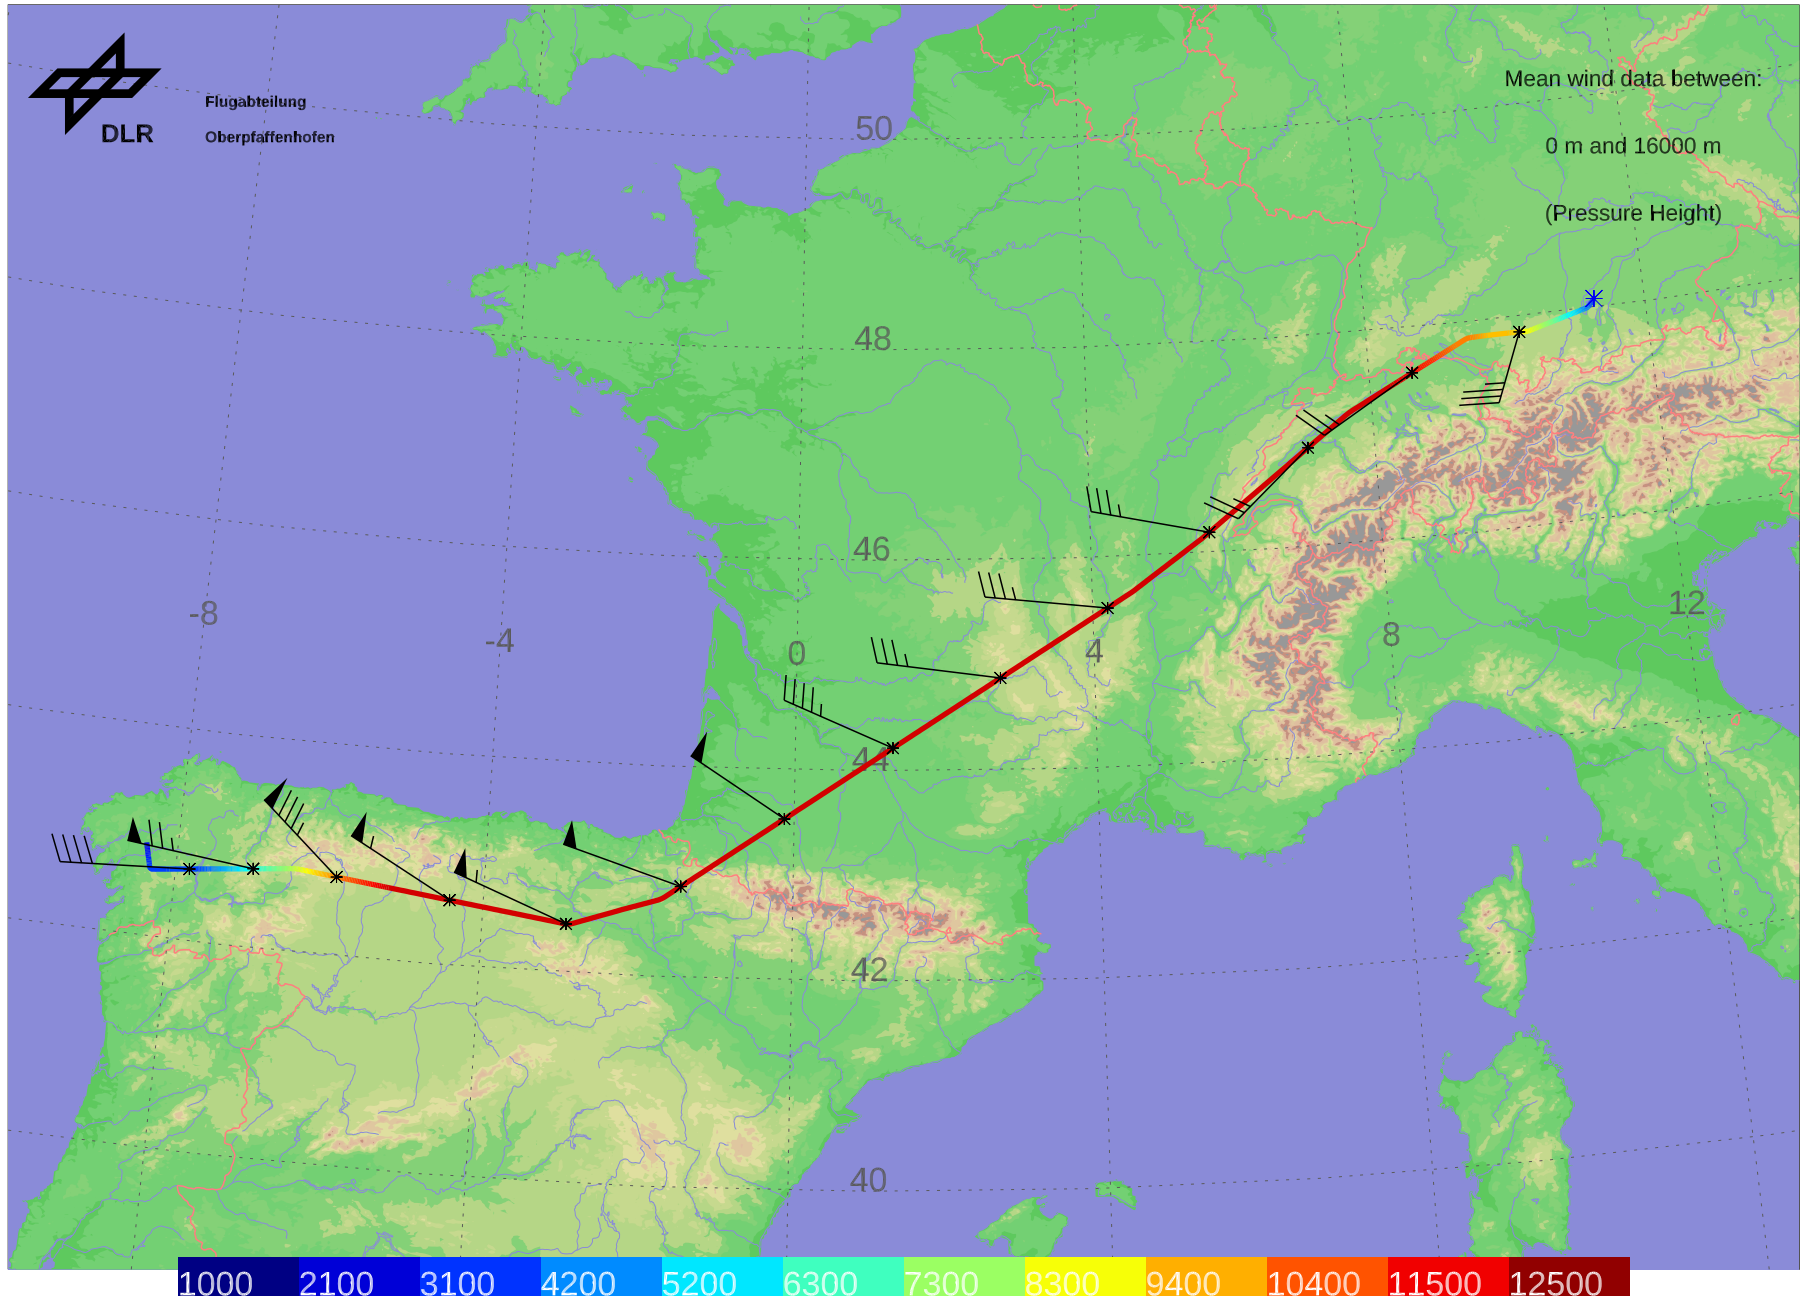 Flugabteilung
DLR
Oberpfaffenhofen
Mean wind data between:
0 m and 16000 m
(Pressure Height)
50
48
46
-8
-4
0
4
8
12
44
42
40
1000 2100 3100 4200 5200 6300 7300 8300 9400 10400 11500 12500